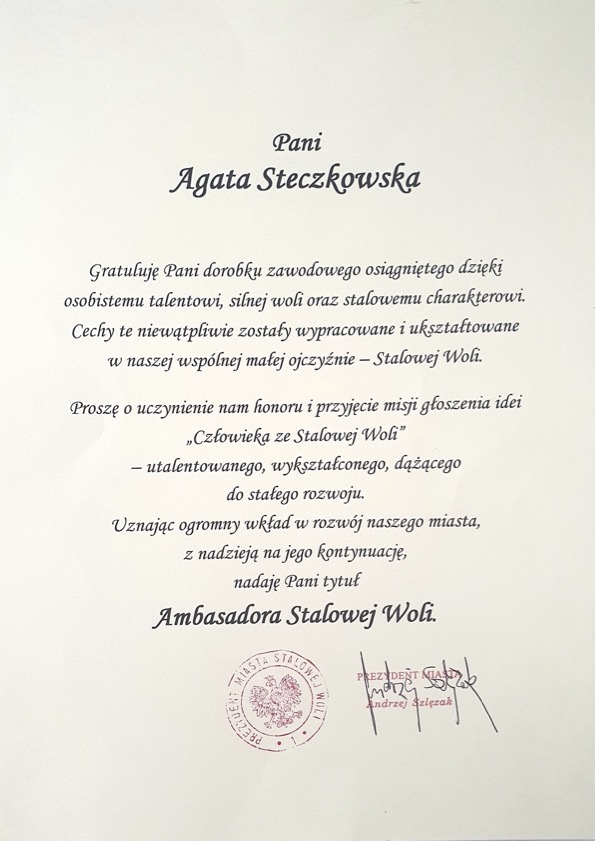 Pani
Agata Steczkowska
Gratuluję Pani dorobku zawodowego osiągniętego dzięki
osobistemu talentowi, silnej woli oraz stalowemu charakterowi.
Cechy te niewątpliwie zostały wypracowane i ukształtowane
w naszej wspólnej małej ojczyźnie – Stalowej Woli.
Proszę o uczynienie nam honoru i przyjęcie misji głoszenia idei
„Człowieka ze Stalowej Woli”
– utalentowanego, wykształconego, dążącego
do stałego rozwoju.
Uznając ogromny wkład w rozwój naszego miasta,
z nadzieją na jego kontynuację,
nadaję Pani tytuł
Ambasadora Stalowej Woli.
PREZYDENT MIASTA STALOWEJ WOLI
• 1 •
PREZYDENT MIASTA
Andrzej Szlęzak
Andrzej Szlęzak